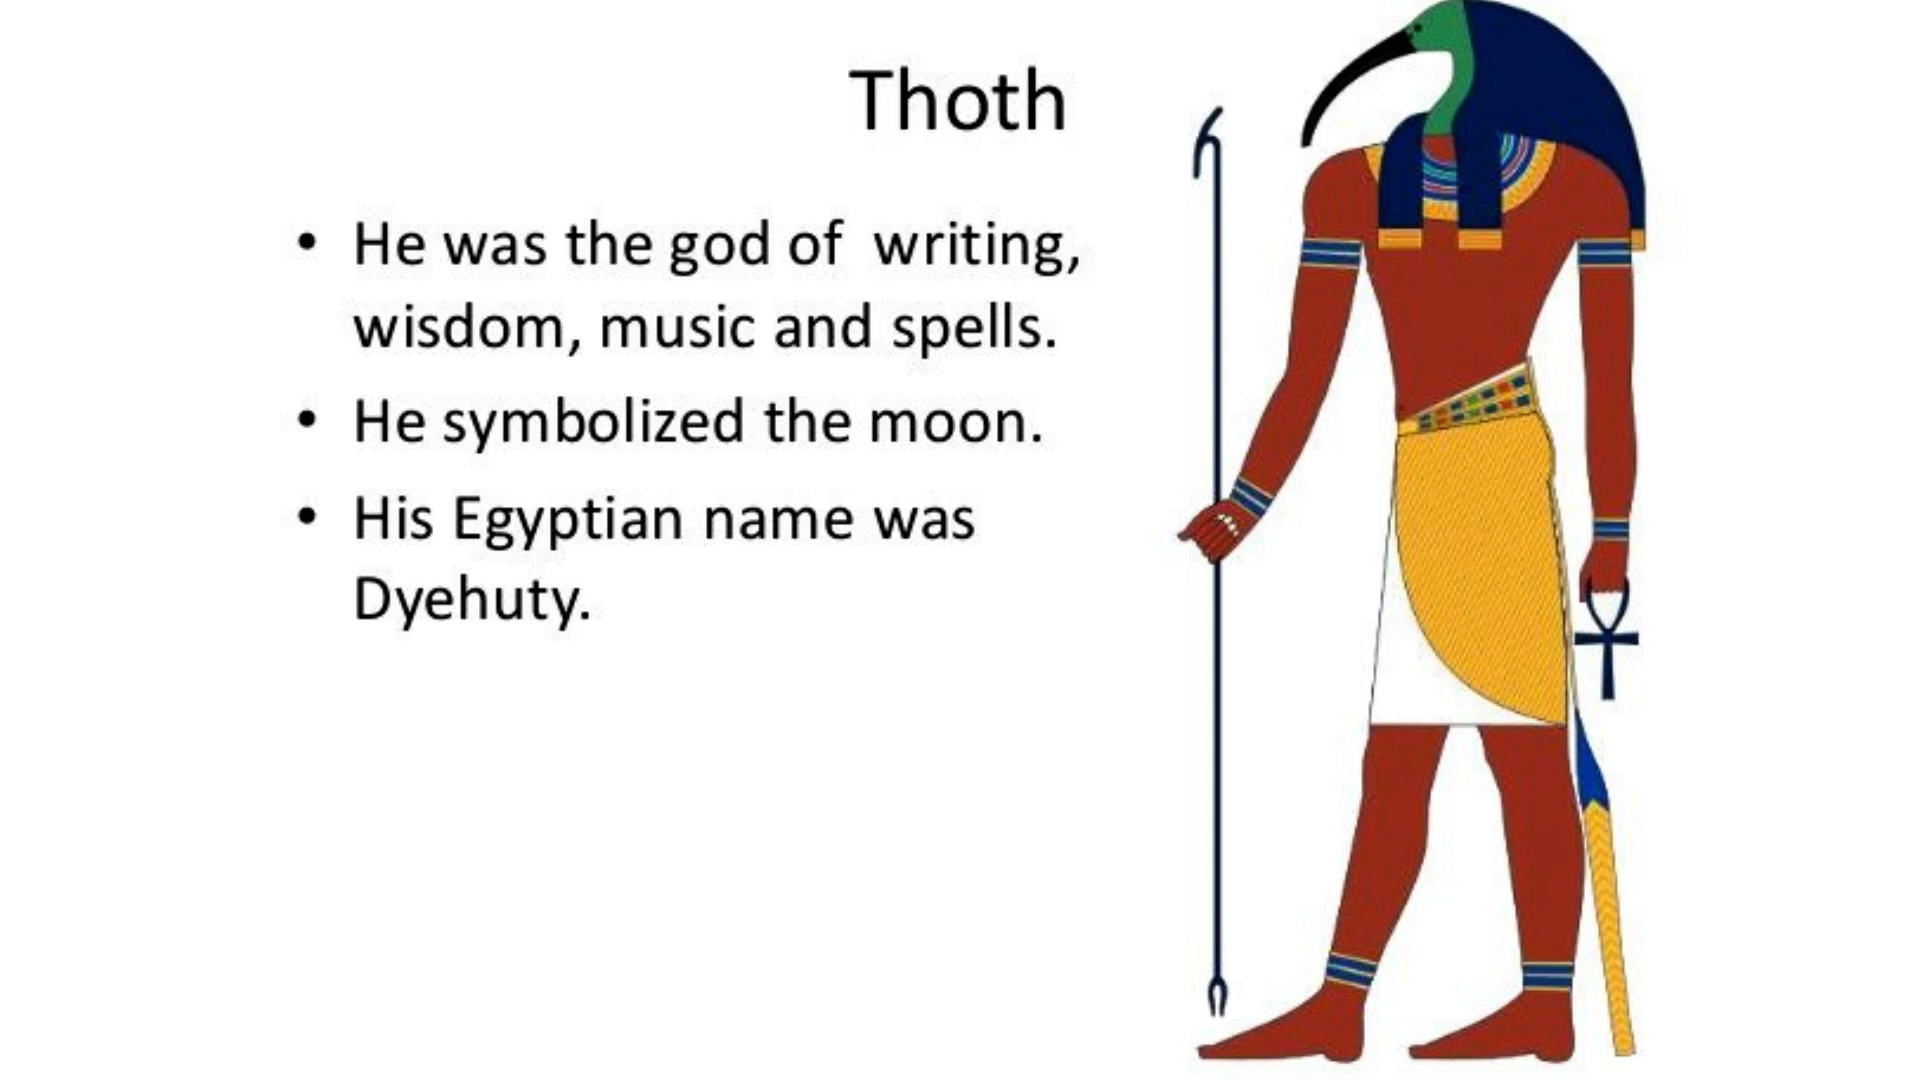 Thoth
• He was the god of  writing,
wisdom, music and spells.
• He symbolized the moon.
• His Egyptian name was
Dyehuty.